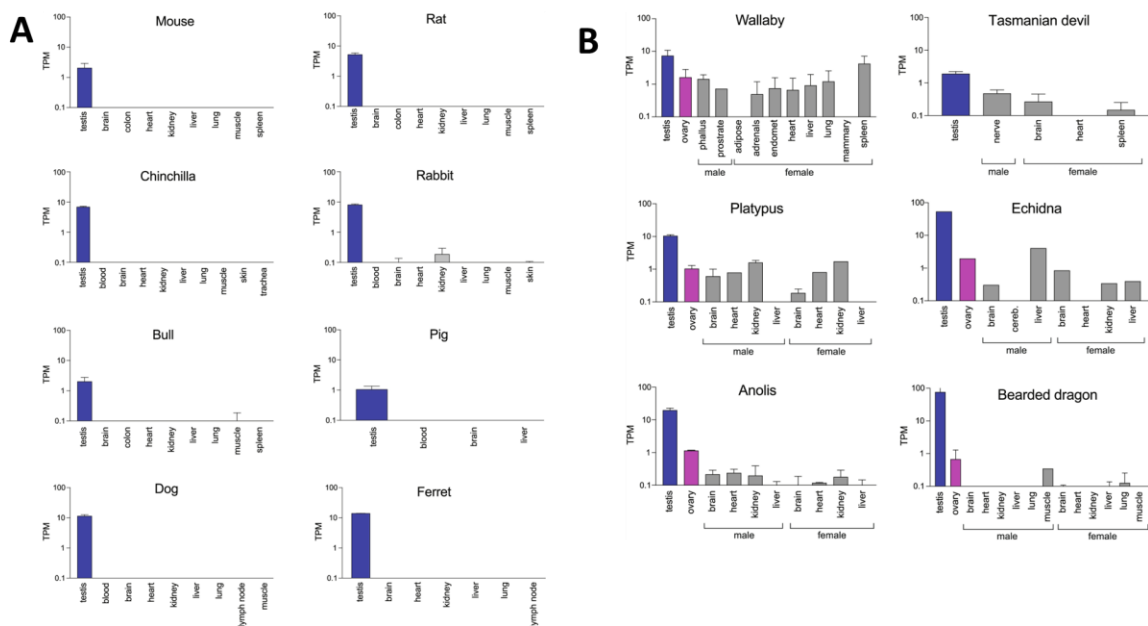 A
Mouse
TPM
100
10
1
0.1
testis
brain
colon
heart
kidney
liver
lung
muscle
spleen
Rat
TPM
100
10
1
0.1
testis
brain
colon
heart
kidney
liver
lung
muscle
spleen
Chinchilla
TPM
100
10
1
0.1
testis
blood
brain
heart
kidney
liver
lung
muscle
skin
trachea
Rabbit
TPM
100
10
1
0.1
testis
blood
brain
heart
kidney
liver
lung
muscle
skin
Bull
TPM
100
10
1
0.1
testis
brain
colon
heart
kidney
liver
lung
muscle
spleen
Pig
TPM
100
10
1
0.1
testis
blood
brain
liver
Dog
TPM
100
10
1
0.1
testis
blood
brain
heart
kidney
liver
lung
lymph node
muscle
Ferret
TPM
100
10
1
0.1
testis
brain
heart
kidney
liver
lung
lymph node
B
Wallaby
TPM
100
10
1
0.1
testis
ovary
phallus
prostrate
adipose
adrenals
endomet
heart
liver
lung
mammary
spleen
male
female
Tasmanian devil
TPM
100
10
1
0.1
testis
nerve
brain
heart
spleen
male
female
Platypus
TPM
100
10
1
0.1
testis
ovary
brain
heart
kidney
liver
brain
heart
kidney
liver
male
female
Echidna
TPM
100
10
1
0.1
testis
ovary
brain
cereb.
liver
brain
heart
kidney
liver
male
female
Anolis
TPM
100
10
1
0.1
testis
ovary
brain
heart
kidney
liver
brain
heart
kidney
liver
male
female
Bearded dragon
TPM
100
10
1
0.1
testis
ovary
brain
heart
kidney
liver
lung
muscle
brain
heart
kidney
liver
lung
muscle
male
female